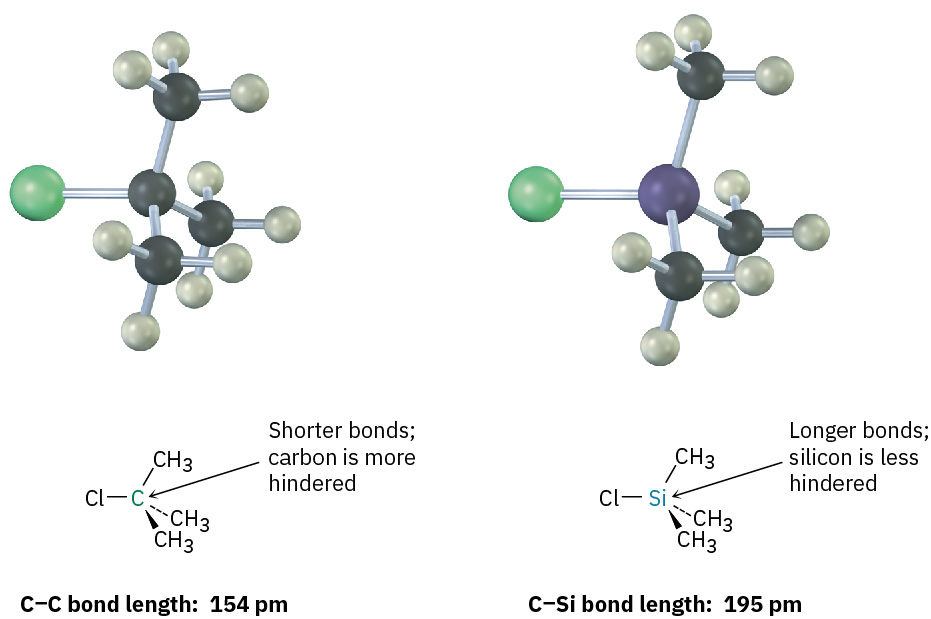 Shorter bonds;
carbon is more
hindered
CH₃
Cl—C
CH₃
CH₃
C–C bond length: 154 pm
Longer bonds;
silicon is less
hindered
CH₃
Cl—Si
CH₃
CH₃
C–Si bond length: 195 pm